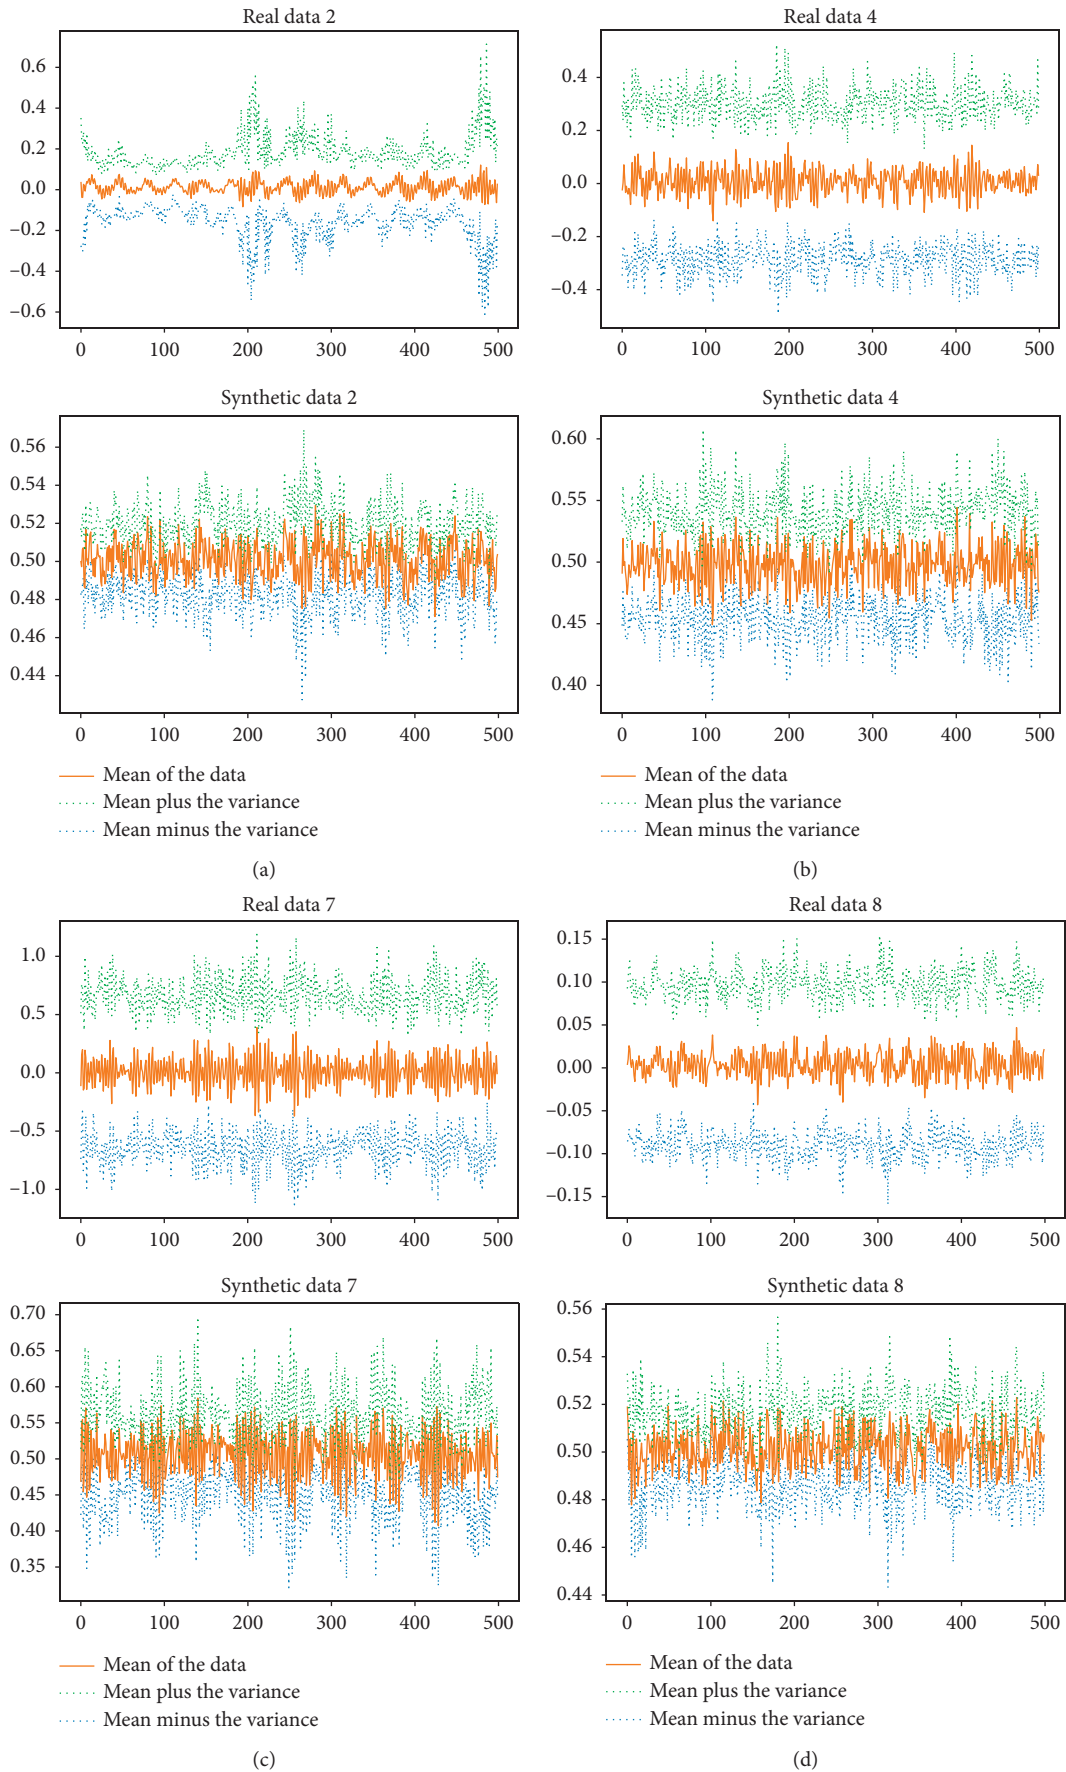 Real data 2
0.6
0.4
0.2
0.0
–0.2
–0.4
–0.6
0 100 200 300 400 500
Real data 4
0.4
0.2
0.0
–0.2
–0.4
0 100 200 300 400 500
Synthetic data 2
0.56
0.54
0.52
0.50
0.48
0.46
0.44
0 100 200 300 400 500
Mean of the data
Mean plus the variance
Mean minus the variance
(a)
Synthetic data 4
0.60
0.55
0.50
0.45
0.40
0 100 200 300 400 500
Mean of the data
Mean plus the variance
Mean minus the variance
(b)
Real data 7
1.0
0.5
0.0
–0.5
–1.0
0 100 200 300 400 500
Real data 8
0.15
0.10
0.05
0.00
–0.05
–0.10
–0.15
0 100 200 300 400 500
Synthetic data 7
0.70
0.65
0.60
0.55
0.50
0.45
0.40
0.35
0 100 200 300 400 500
Mean of the data
Mean plus the variance
Mean minus the variance
(c)
Synthetic data 8
0.56
0.54
0.52
0.50
0.48
0.46
0.44
0 100 200 300 400 500
Mean of the data
Mean plus the variance
Mean minus the variance
(d)